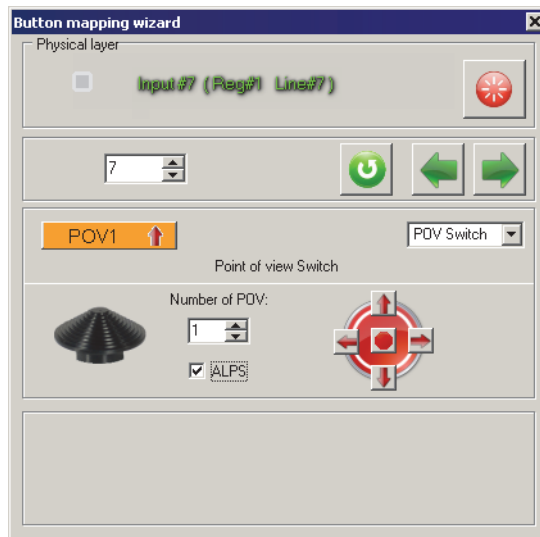 Button mapping wizard
Physical layer
Input #7 (Reg#1 Line#7)
7
POV1
POV Switch
Point of view Switch
Number of POV:
1
ALPS